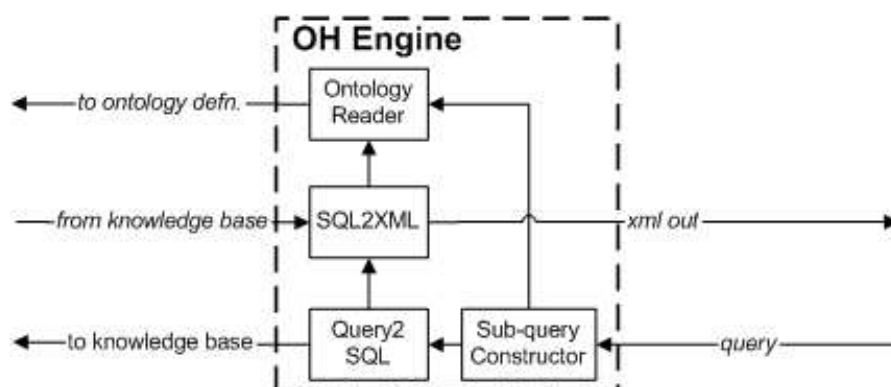 OH Engine
Ontology
Reader
to ontology defn.
from knowledge base
SQL2XML
xml out
to knowledge base
Query2
SQL
Sub-query
Constructor
query